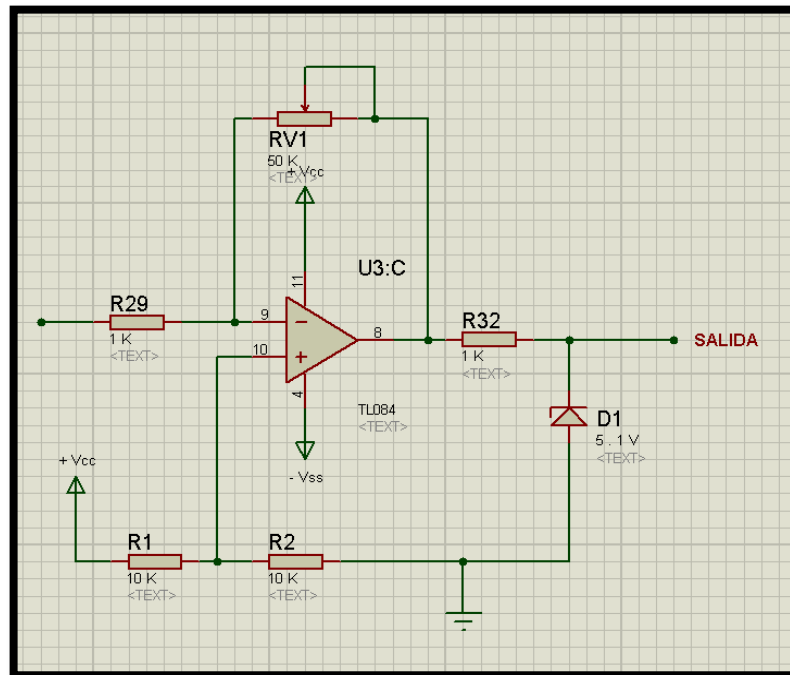 RV1
50 K
<TEXT>
+ Vcc
U3:C
11
R29
1 K
<TEXT>
9
10
8
4
R32
1 K
<TEXT>
SALIDA
TL084
<TEXT>
D1
5 . 1 V
<TEXT>
+ Vcc
- Vss
R1
10 K
<TEXT>
R2
10 K
<TEXT>